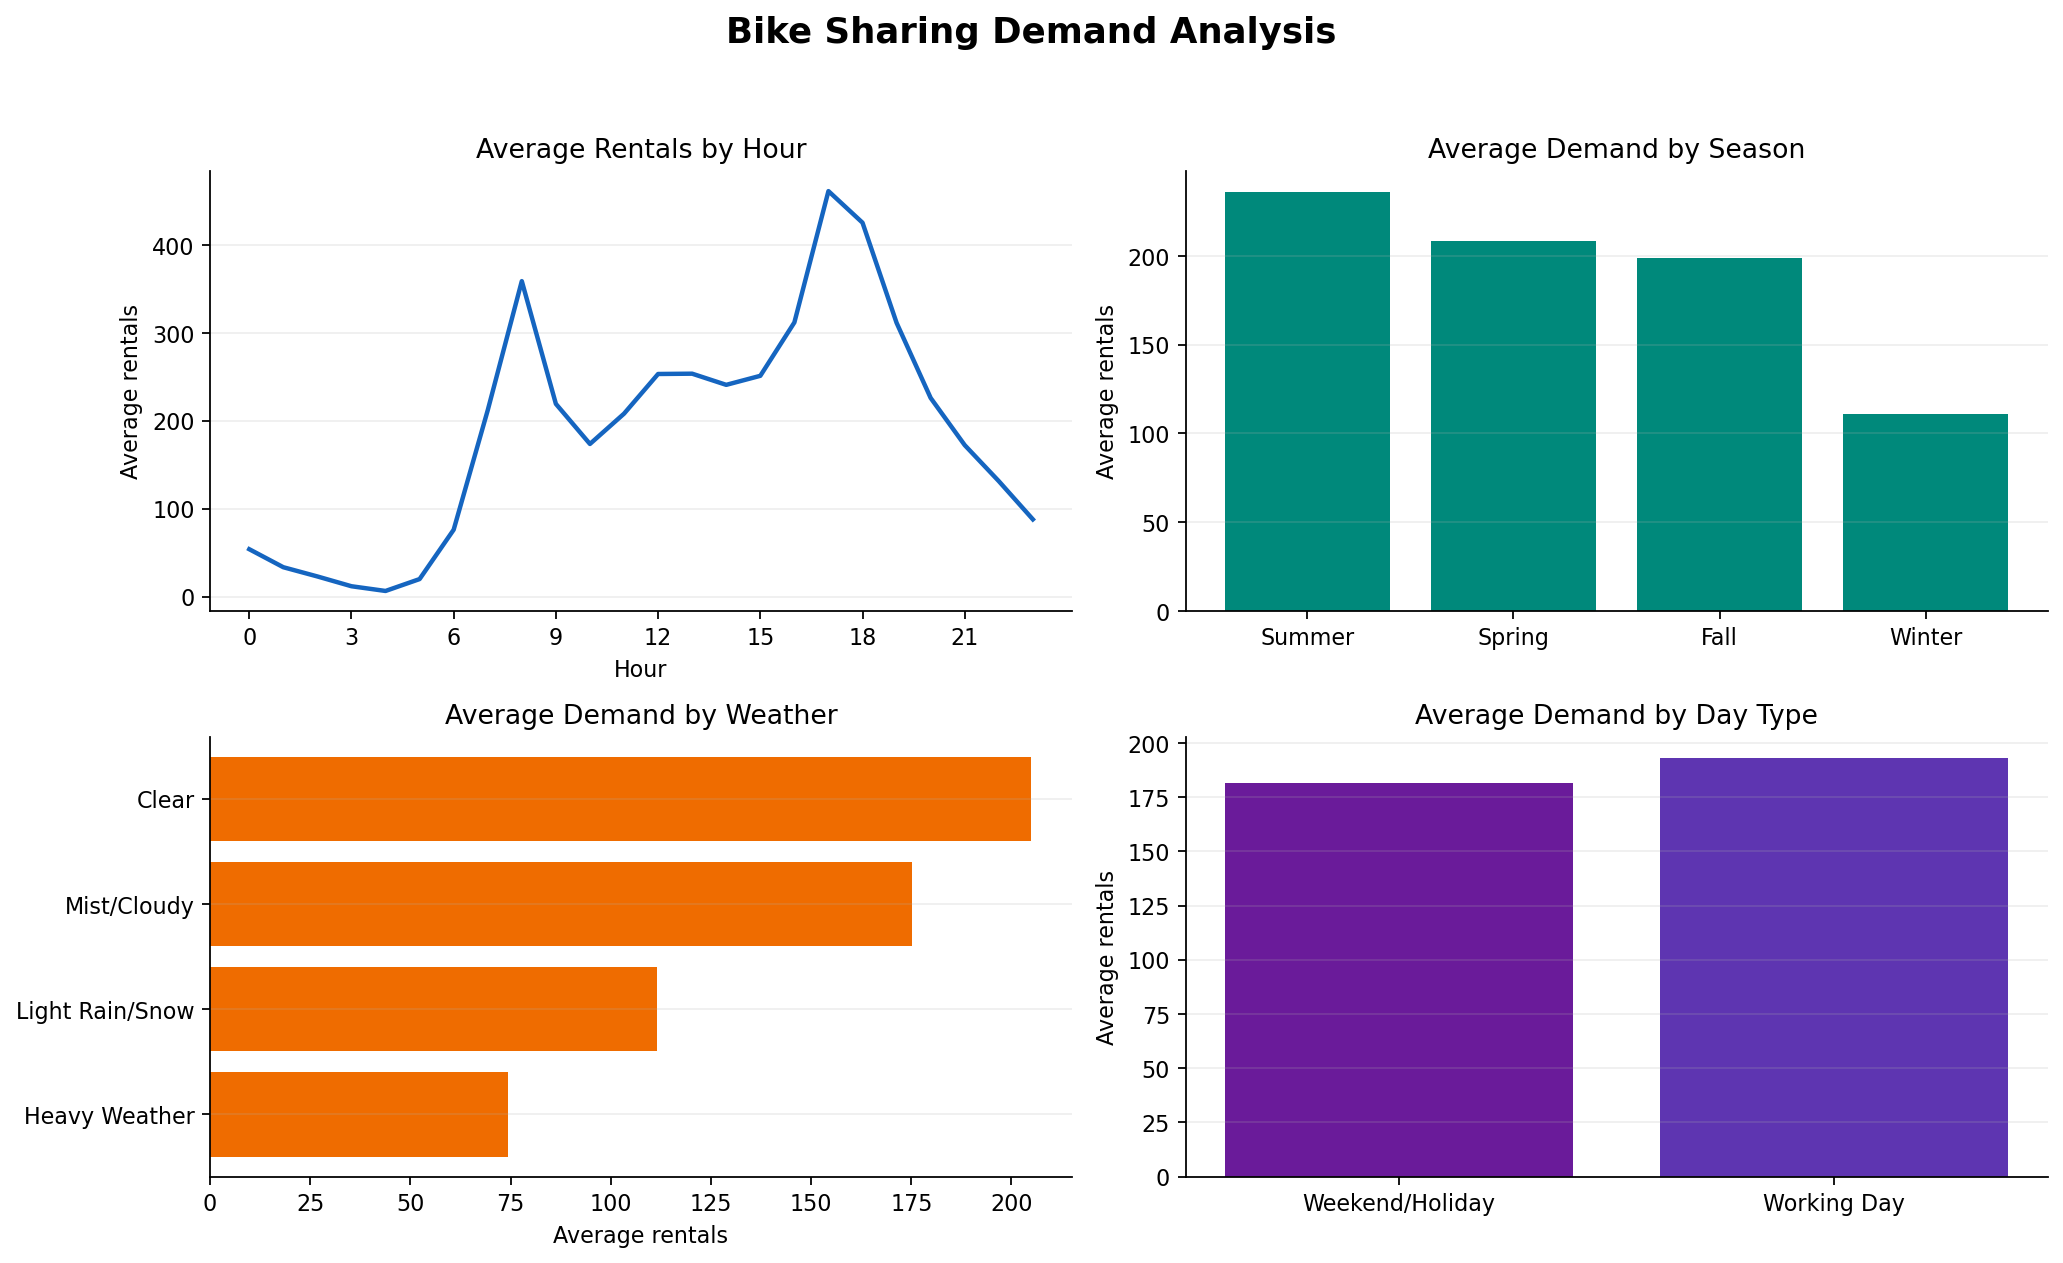 Bike Sharing Demand Analysis
Average Rentals by Hour
Average rentals
400
300
200
100
0
0 3 6 9 12 15 18 21
Hour
Average Demand by Season
Average rentals
200
150
100
50
0
Summer Spring Fall Winter
Average Demand by Weather
Clear
Mist/Cloudy
Light Rain/Snow
Heavy Weather
0 25 50 75 100 125 150 175 200
Average rentals
Average Demand by Day Type
Average rentals
200
175
150
125
100
75
50
25
0
Weekend/Holiday Working Day